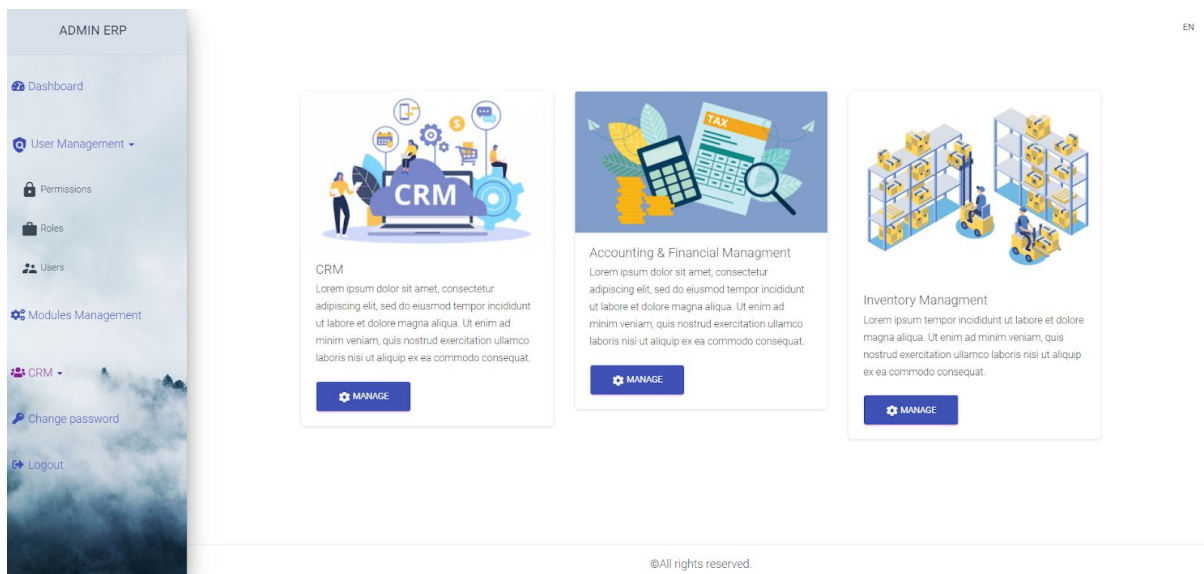 ADMIN ERP
EN
Dashboard
User Management
Permissions
Roles
Users
Modules Management
CRM
Change password
Logout
CRM
CRM
Lorem ipsum dolor sit amet, consectetur
adipiscing elit, sed do eiusmod tempor incididunt
ut labore et dolore magna aliqua. Ut enim ad
minim veniam, quis nostrud exercitation ullamco
laboris nisi ut aliquip ex ea commodo consequat.
MANAGE
TAX
Accounting & Financial Managment
Lorem ipsum dolor sit amet, consectetur
adipiscing elit, sed do eiusmod tempor incididunt
ut labore et dolore magna aliqua. Ut enim ad
minim veniam, quis nostrud exercitation ullamco
laboris nisi ut aliquip ex ea commodo consequat.
MANAGE
Inventory Managment
Lorem ipsum tempor incididunt ut labore et dolore
magna aliqua. Ut enim ad minim veniam, quis
nostrud exercitation ullamco laboris nisi ut aliquip
ex ea commodo consequat.
MANAGE
©All rights reserved.